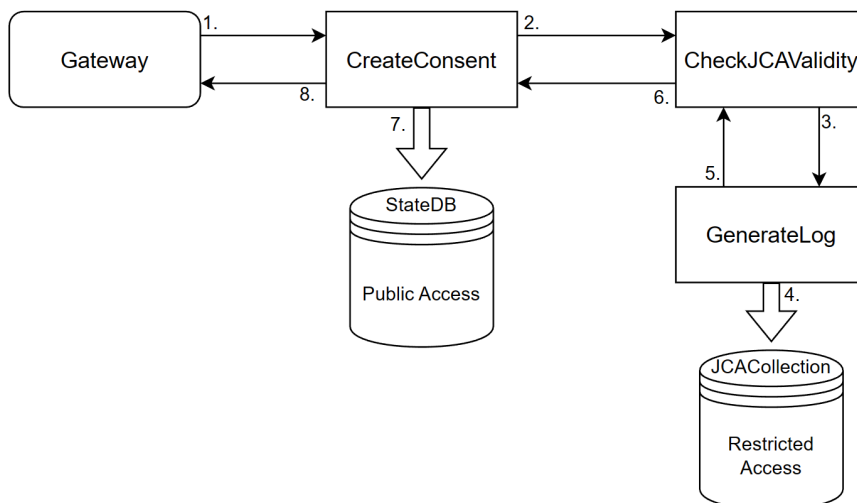 1.
2.
Gateway
CreateConsent
CheckJCAValidity
8.
6.
7.
3.
5.
StateDB
GenerateLog
Public Access
4.
JCACollection
Restricted
Access